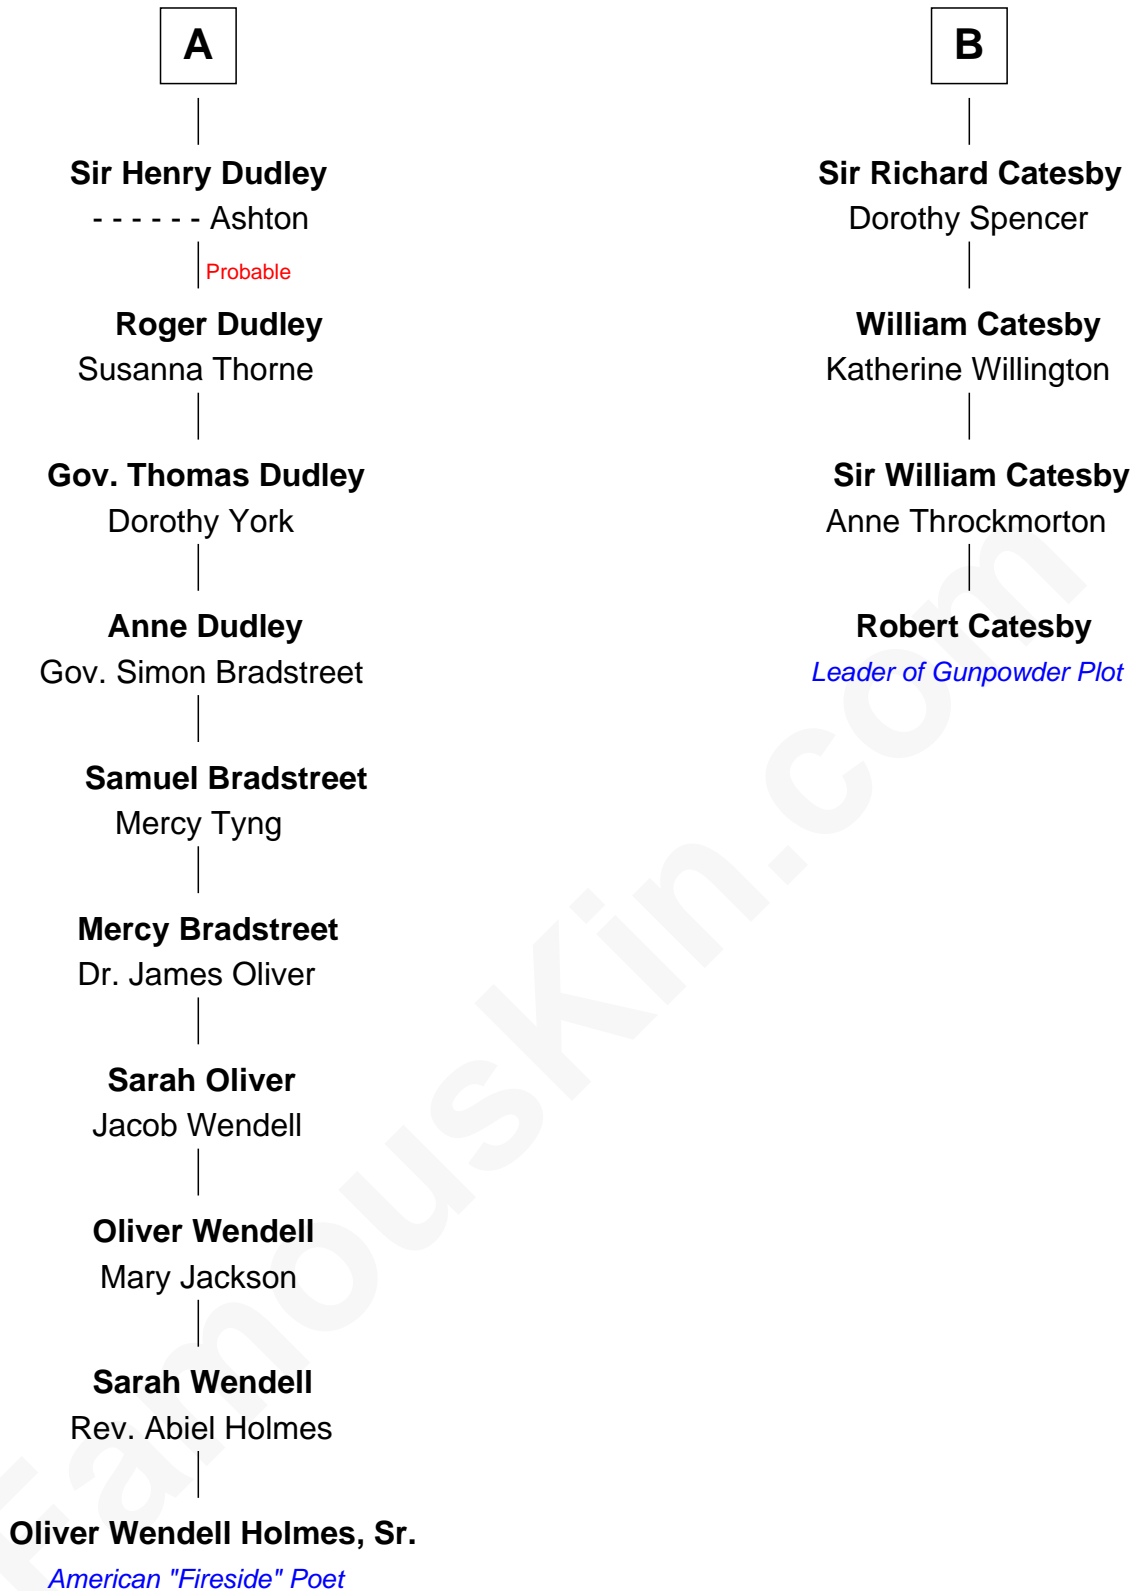 A
Sir Henry Dudley
- - - - - - Ashton
Probable
Roger Dudley
Susanna Thorne
Gov. Thomas Dudley
Dorothy York
Anne Dudley
Gov. Simon Bradstreet
Samuel Bradstreet
Mercy Tyng
Mercy Bradstreet
Dr. James Oliver
Sarah Oliver
Jacob Wendell
Oliver Wendell
Mary Jackson
Sarah Wendell
Rev. Abiel Holmes
Oliver Wendell Holmes, Sr.
American "Fireside" Poet
B
Sir Richard Catesby
Dorothy Spencer
William Catesby
Katherine Willington
Sir William Catesby
Anne Throckmorton
Robert Catesby
Leader of Gunpowder Plot
FamousKin.com